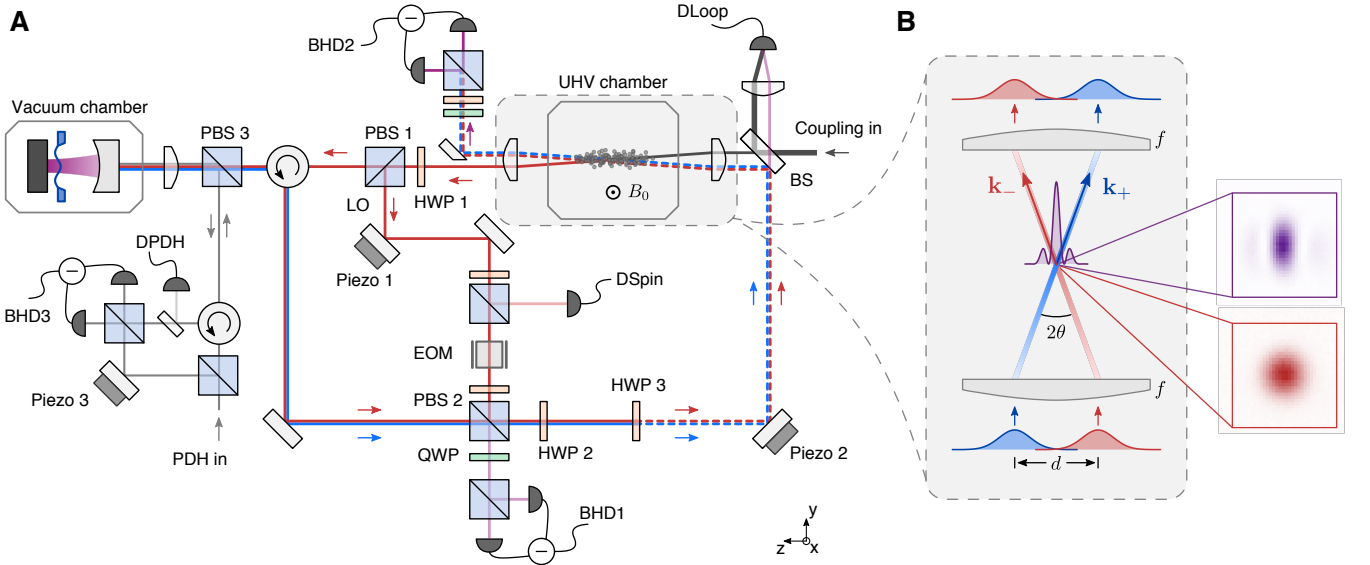 A
B
DLoop
BHD2
UHV chamber
Vacuum chamber
PBS 3
PBS 1
Coupling in
LO
HWP 1
B₀
BS
f
k₋
k₊
DPDH
Piezo 1
DSpin
BHD3
EOM
2θ
Piezo 3
PBS 2
HWP 3
f
PDH in
QWP
HWP 2
Piezo 2
d
BHD1
y
z
x